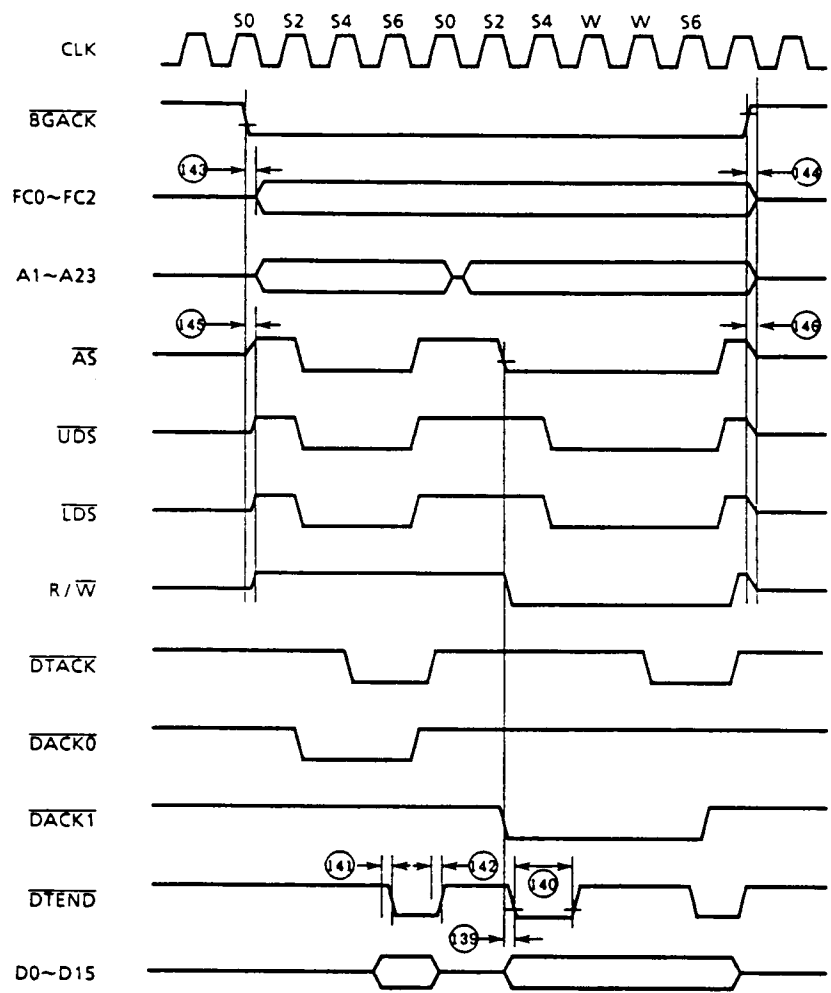 S0 S2 S4 S6 S0 S2 S4 W W S6
CLK
BGACK
143 144
FC0~FC2
A1~A23
145 146
AS
UDS
LDS
R/W
DTACK
DACK0
DACK1
141 142 140
DTEND
139
D0~D15